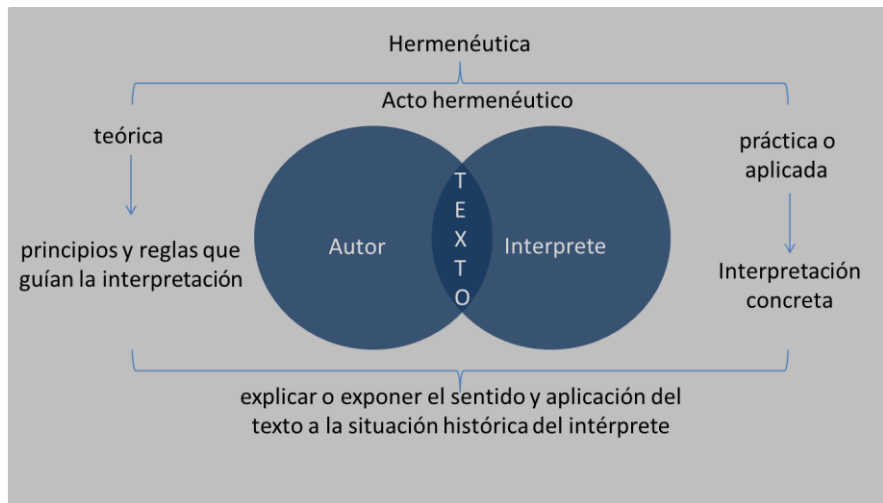 Hermenéutica
Acto hermenéutico
teórica
principios y reglas que
guían la interpretación
Autor
TEXTO
Interprete
práctica o
aplicada
Interpretación
concreta
explicar o exponer el sentido y aplicación del
texto a la situación histórica del intérprete